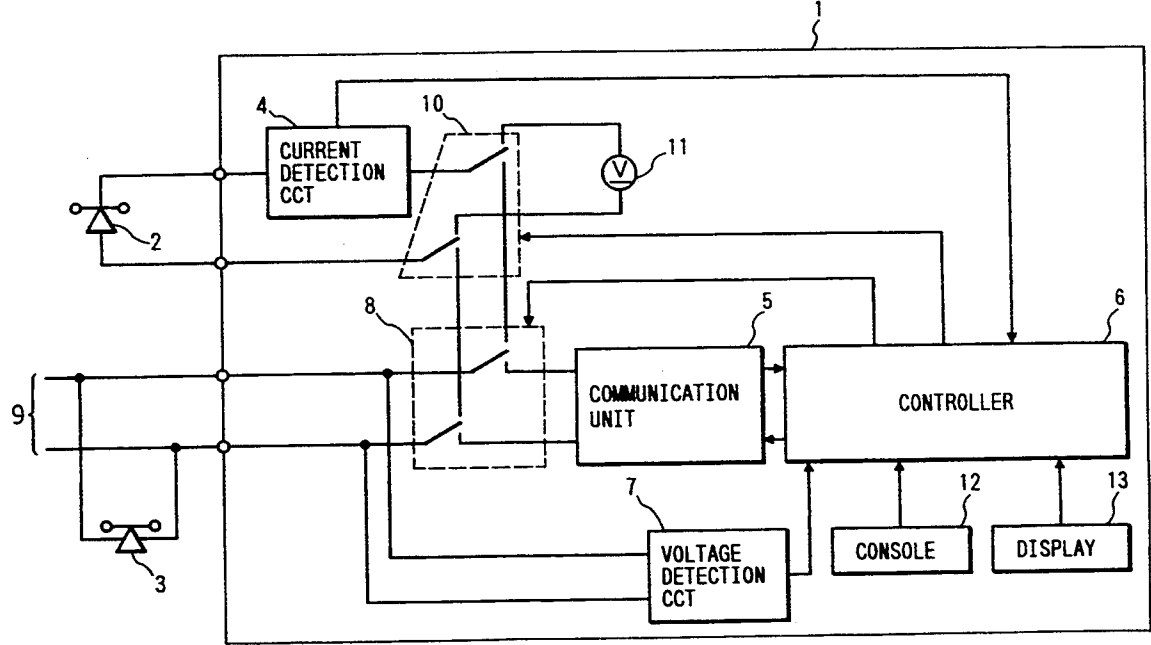 1
4
CURRENT
DETECTION
CCT
10
V
11
2
8
5
6
COMMUNICATION
UNIT
CONTROLLER
9
3
7
VOLTAGE
DETECTION
CCT
12
CONSOLE
13
DISPLAY